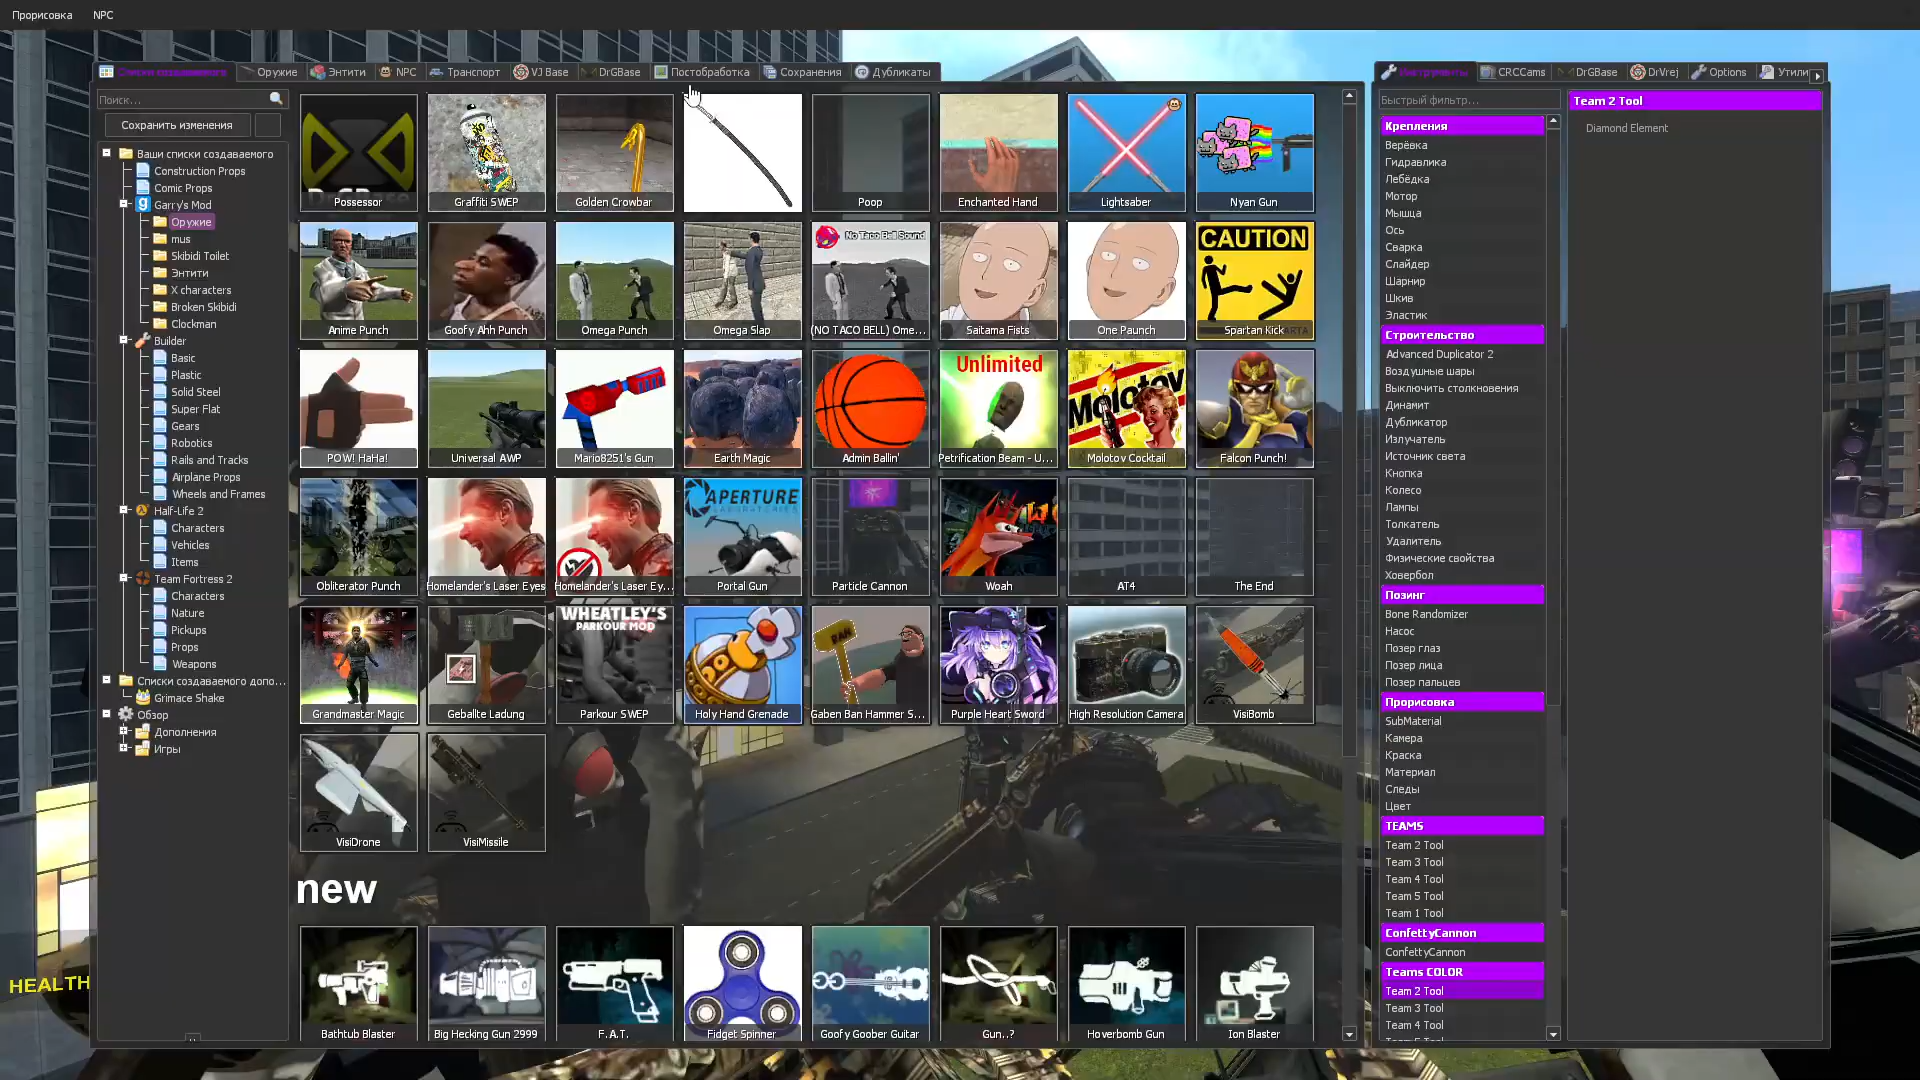 Прорисовка NPC
Оружие Энтити NPC Транспорт VJ Base DrGBase Постобработка Сохранения Дубликаты
Инструменты CRCCams DrGBase DrVrej Options Утили
Поиск...
Сохранить изменения
Ваши списки создаваемого
Construction Props
Comic Props
Garry's Mod
Оружие
mus
Skibidi Toilet
Энтити
X characters
Broken Skibidi
Clockman
Builder
Basic
Plastic
Solid Steel
Super Flat
Gears
Robotics
Rails and Tracks
Airplane Props
Wheels and Frames
Half-Life 2
Characters
Vehicles
Items
Team Fortress 2
Characters
Nature
Pickups
Props
Weapons
Списки создаваемого допо...
Grimace Shake
Обзор
Дополнения
Игры
HEALTH
Possessor
Graffiti SWEP
Golden Crowbar
Poop
Enchanted Hand
Lightsaber
Nyan Gun
No Taco Bell Sound
CAUTION
Anime Punch
Goofy Ahh Punch
Omega Punch
Omega Slap
(NO TACO BELL) Ome...
Saitama Fists
One Paunch
Spartan Kick
Unlimited
Molotov
POW! HaHa!
Universal AWP
Mario8251's Gun
Earth Magic
Admin Ballin'
Petrification Beam - U...
Molotov Cocktail
Falcon Punch!
APERTURE
LABORATORIES
Obliterator Punch
Homelander's Laser Eyes
Homelander's Laser Ey...
Portal Gun
Particle Cannon
Woah
AT4
The End
WHEATLEY'S
PARKOUR MOD
BAN
Grandmaster Magic
Geballte Ladung
Parkour SWEP
Holy Hand Grenade
Gaben Ban Hammer S...
Purple Heart Sword
High Resolution Camera
VisiBomb
VisiDrone
VisiMissile
new
Bathtub Blaster
Big Hecking Gun 2999
F.A.T.
Fidget Spinner
Goofy Goober Guitar
Gun..?
Hoverbomb Gun
Ion Blaster
Быстрый фильтр...
Крепления
Верёвка
Гидравлика
Лебёдка
Мотор
Мышца
Ось
Сварка
Слайдер
Шарнир
Шкив
Эластик
Строительство
Advanced Duplicator 2
Воздушные шары
Выключить столкновения
Динамит
Дубликатор
Излучатель
Источник света
Кнопка
Колесо
Лампы
Толкатель
Удалитель
Физические свойства
Ховербол
Позинг
Bone Randomizer
Насос
Позер глаз
Позер лица
Позер пальцев
Прорисовка
SubMaterial
Камера
Краска
Материал
Следы
Цвет
TEAMS
Team 2 Tool
Team 3 Tool
Team 4 Tool
Team 5 Tool
Team 1 Tool
ConfettyCannon
ConfettyCannon
Teams COLOR
Team 2 Tool
Team 3 Tool
Team 4 Tool
Team 2 Tool
Diamond Element